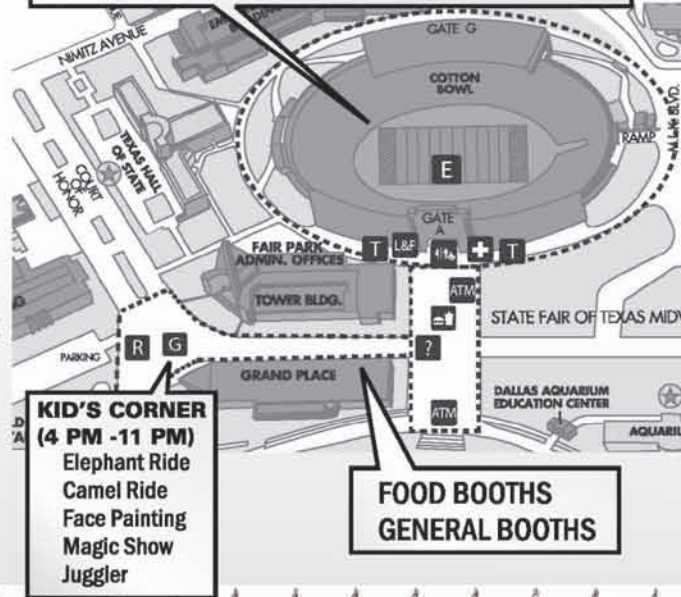 GATE G
NIMITZ AVENUE
COTTON
BOWL
RAMP
TEXAS HALL
OF STATE
COURT
OF
HONOR
E
GATE
A
T
L&F
T
FAIR PARK
ADMIN. OFFICES
TOWER BLDG.
ATM
STATE FAIR OF TEXAS MIDW
PARKING
R
G
?
GRAND PLACE
ATM
DALLAS AQUARIUM
EDUCATION CENTER
AQUARIU
KID'S CORNER
(4 PM -11 PM)
Elephant Ride
Camel Ride
Face Painting
Magic Show
Juggler
FOOD BOOTHS
GENERAL BOOTHS